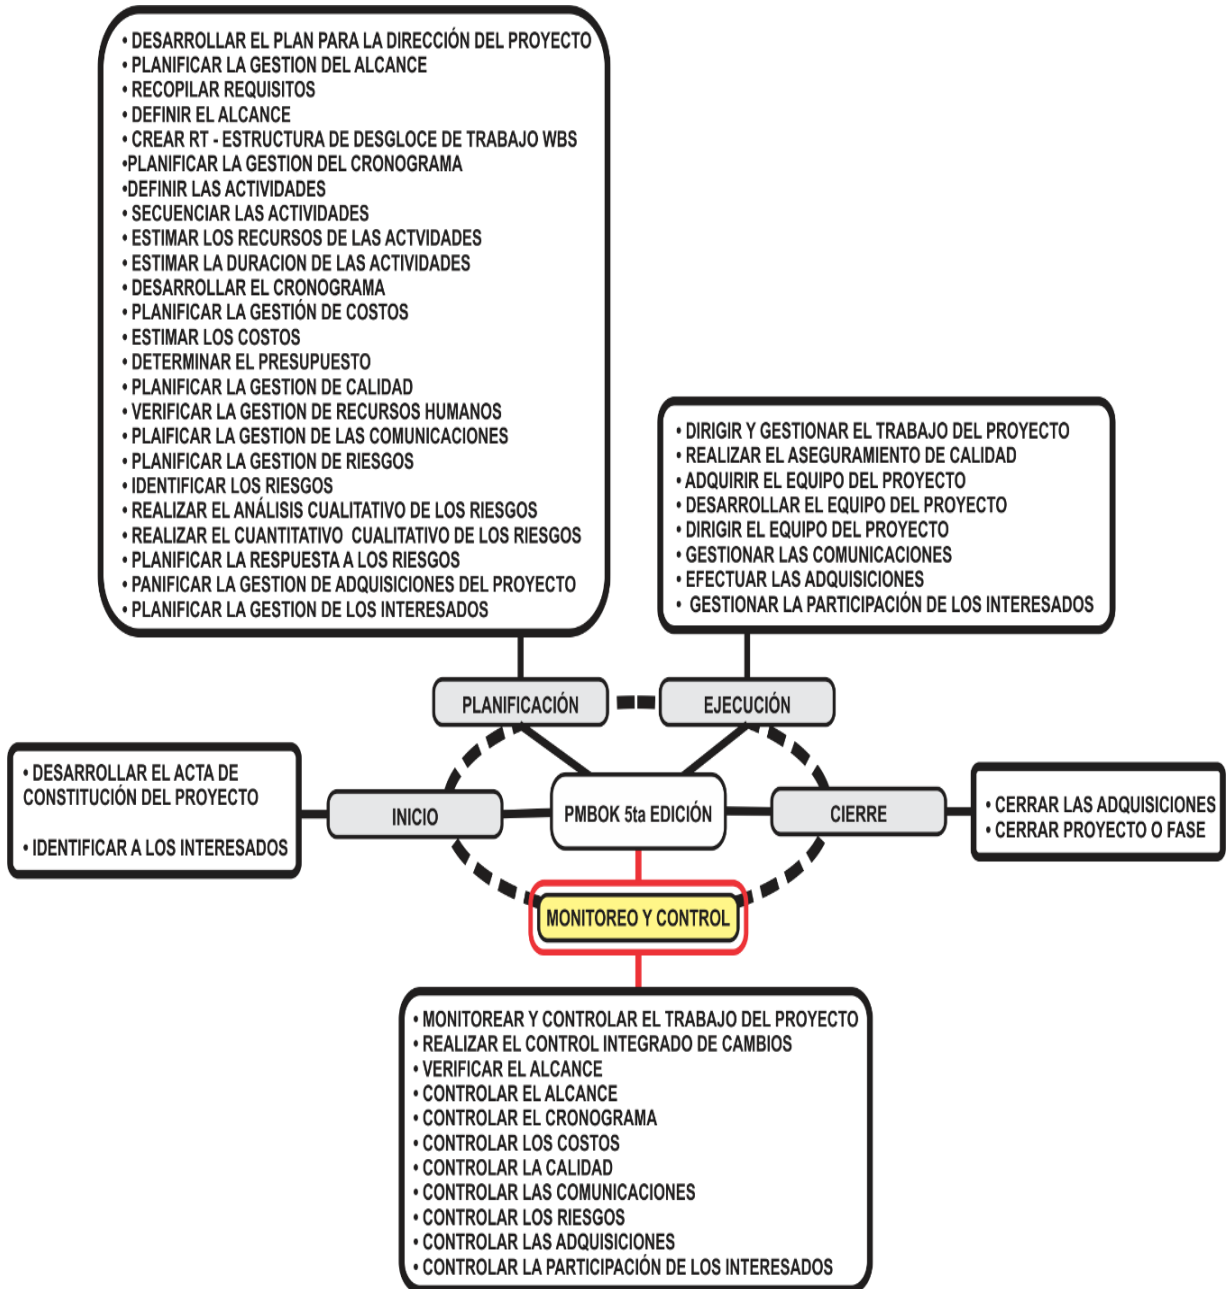 • DESARROLLAR EL PLAN PARA LA DIRECCIÓN DEL PROYECTO
• PLANIFICAR LA GESTION DEL ALCANCE
• RECOPILAR REQUISITOS
• DEFINIR EL ALCANCE
• CREAR RT - ESTRUCTURA DE DESGLOCE DE TRABAJO WBS
•PLANIFICAR LA GESTION DEL CRONOGRAMA
•DEFINIR LAS ACTIVIDADES
• SECUENCIAR LAS ACTIVIDADES
• ESTIMAR LOS RECURSOS DE LAS ACTVIDADES
• ESTIMAR LA DURACION DE LAS ACTIVIDADES
• DESARROLLAR EL CRONOGRAMA
• PLANIFICAR LA GESTIÓN DE COSTOS
• ESTIMAR LOS COSTOS
• DETERMINAR EL PRESUPUESTO
• PLANIFICAR LA GESTION DE CALIDAD
• VERIFICAR LA GESTION DE RECURSOS HUMANOS
• PLAIFICAR LA GESTION DE LAS COMUNICACIONES
• PLANIFICAR LA GESTION DE RIESGOS
• IDENTIFICAR LOS RIESGOS
• REALIZAR EL ANÁLISIS CUALITATIVO DE LOS RIESGOS
• REALIZAR EL CUANTITATIVO CUALITATIVO DE LOS RIESGOS
• PLANIFICAR LA RESPUESTA A LOS RIESGOS
• PANIFICAR LA GESTION DE ADQUISICIONES DEL PROYECTO
• PLANIFICAR LA GESTION DE LOS INTERESADOS
• DIRIGIR Y GESTIONAR EL TRABAJO DEL PROYECTO
• REALIZAR EL ASEGURAMIENTO DE CALIDAD
• ADQUIRIR EL EQUIPO DEL PROYECTO
• DESARROLLAR EL EQUIPO DEL PROYECTO
• DIRIGIR EL EQUIPO DEL PROYECTO
• GESTIONAR LAS COMUNICACIONES
• EFECTUAR LAS ADQUISICIONES
• GESTIONAR LA PARTICIPACIÓN DE LOS INTERESADOS
PLANIFICACIÓN
EJECUCIÓN
• DESARROLLAR EL ACTA DE
CONSTITUCIÓN DEL PROYECTO
• IDENTIFICAR A LOS INTERESADOS
INICIO
PMBOK 5ta EDICIÓN
CIERRE
• CERRAR LAS ADQUISICIONES
• CERRAR PROYECTO O FASE
MONITOREO Y CONTROL
• MONITOREAR Y CONTROLAR EL TRABAJO DEL PROYECTO
• REALIZAR EL CONTROL INTEGRADO DE CAMBIOS
• VERIFICAR EL ALCANCE
• CONTROLAR EL ALCANCE
• CONTROLAR EL CRONOGRAMA
• CONTROLAR LOS COSTOS
• CONTROLAR LA CALIDAD
• CONTROLAR LAS COMUNICACIONES
• CONTROLAR LOS RIESGOS
• CONTROLAR LAS ADQUISICIONES
• CONTROLAR LA PARTICIPACIÓN DE LOS INTERESADOS